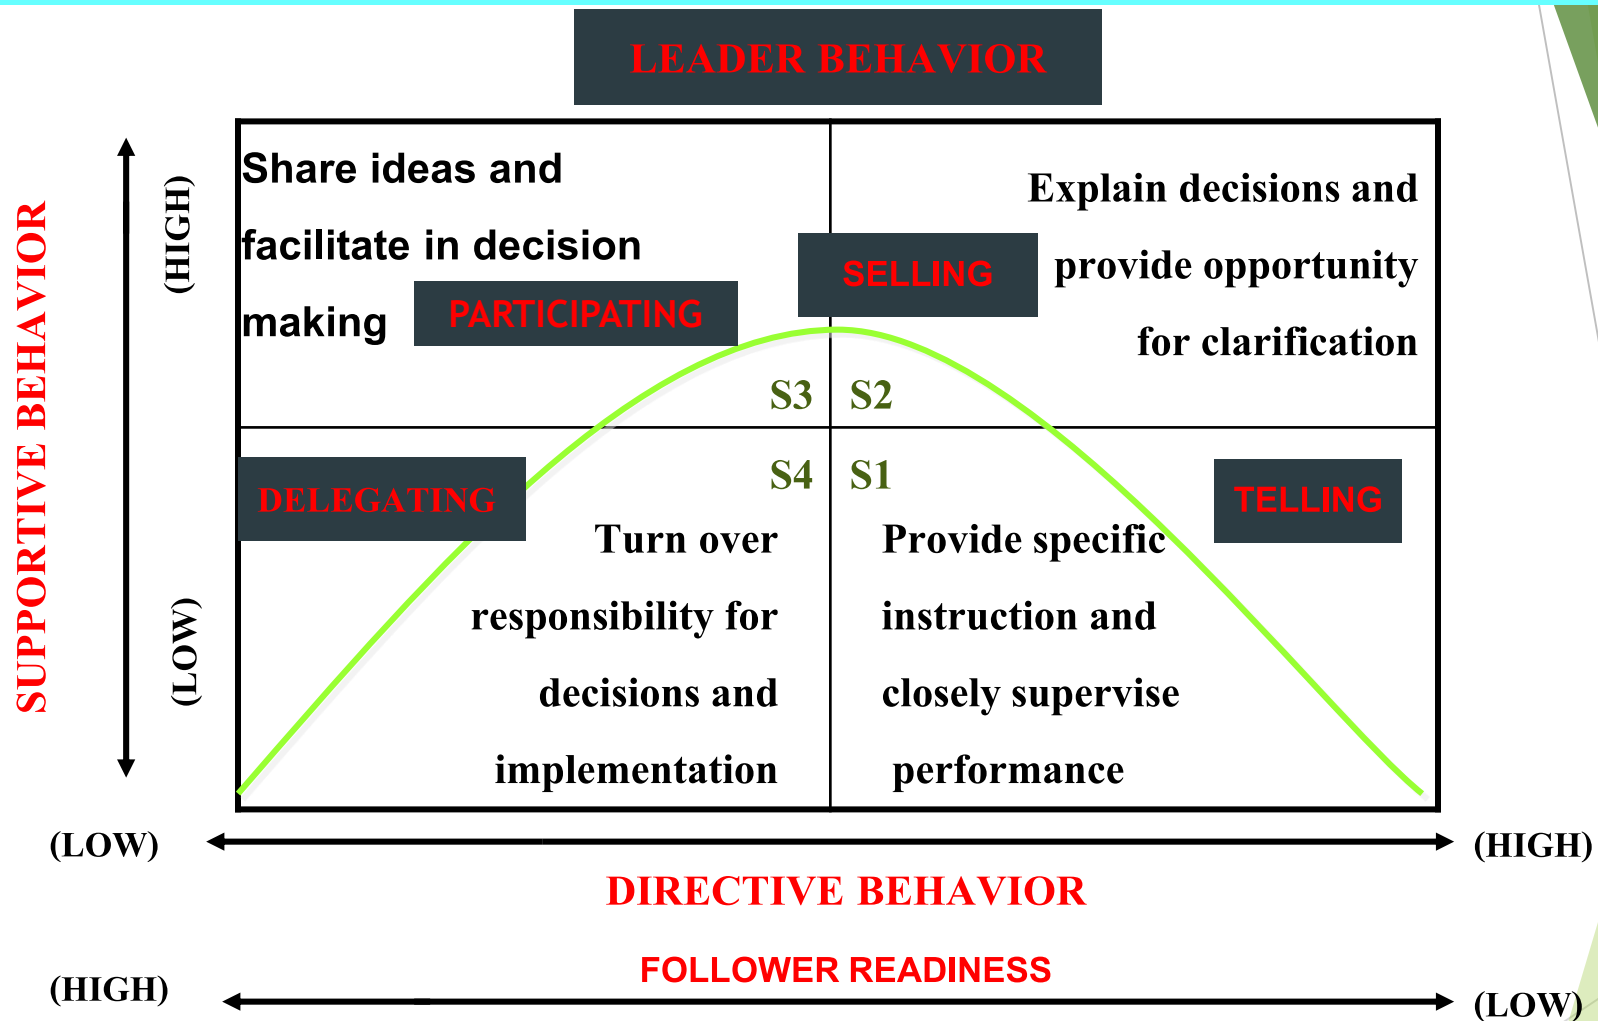 LEADER BEHAVIOR
SUPPORTIVE BEHAVIOR
(HIGH)
(LOW)
Share ideas and
facilitate in decision
making
PARTICIPATING
SELLING
Explain decisions and
provide opportunity
for clarification
S3
S2
S4
S1
DELEGATING
Turn over
responsibility for
decisions and
implementation
TELLING
Provide specific
instruction and
closely supervise
performance
(LOW)
(HIGH)
DIRECTIVE BEHAVIOR
FOLLOWER READINESS
(HIGH)
(LOW)